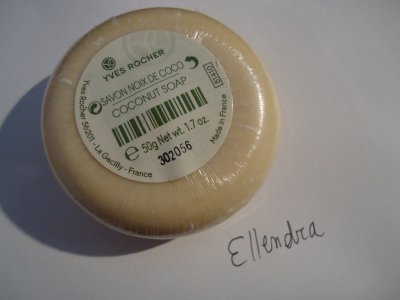 YVES ROCHER
SAVON NOIX DE COCO
COCONUT SOAP
50g Net wt. 1.7 oz.
302056
Yves Rocher 56201 - La Gacilly - France
Made in France
Ellendra